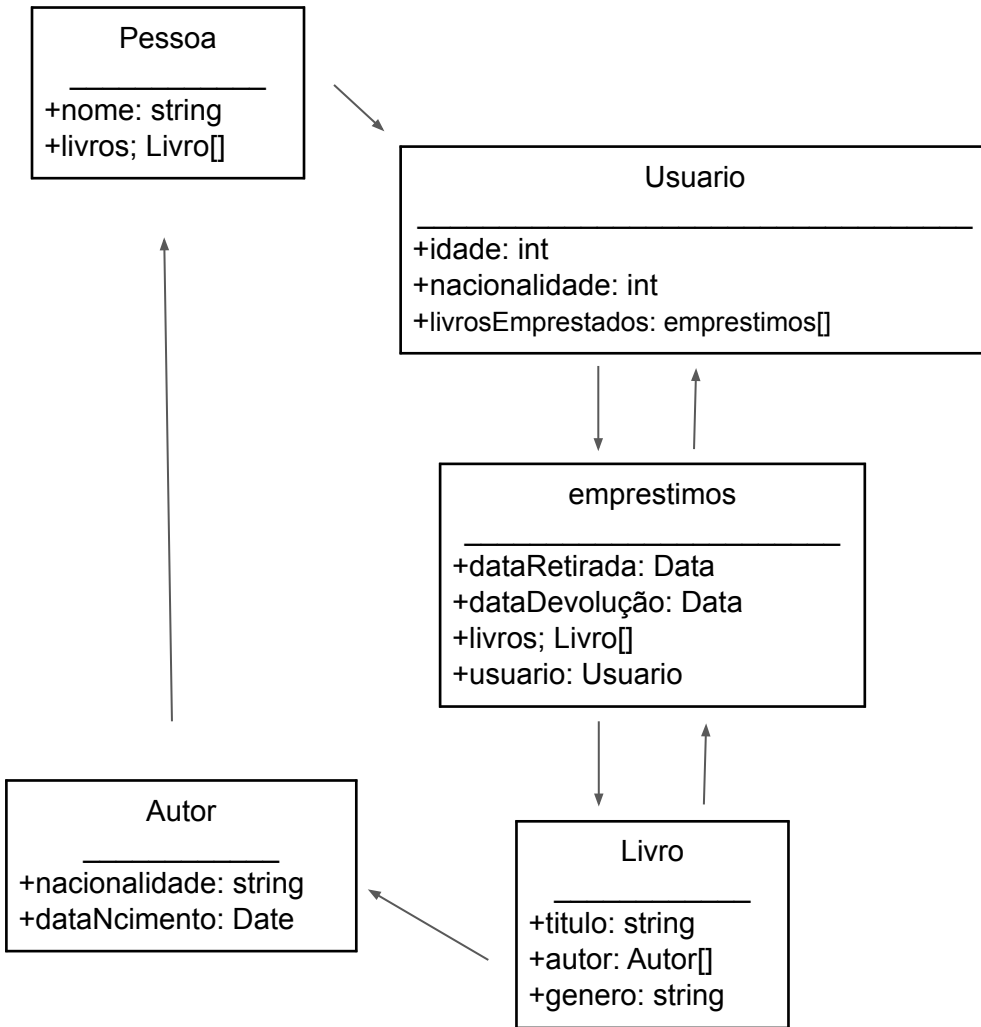 Pessoa
+nome: string
+livros; Livro[]
Usuario
+idade: int
+nacionalidade: int
+livrosEmprestados: emprestimos[]
emprestimos
+dataRetirada: Data
+dataDevolução: Data
+livros; Livro[]
+usuario: Usuario
Autor
+nacionalidade: string
+dataNcimento: Date
Livro
+titulo: string
+autor: Autor[]
+genero: string